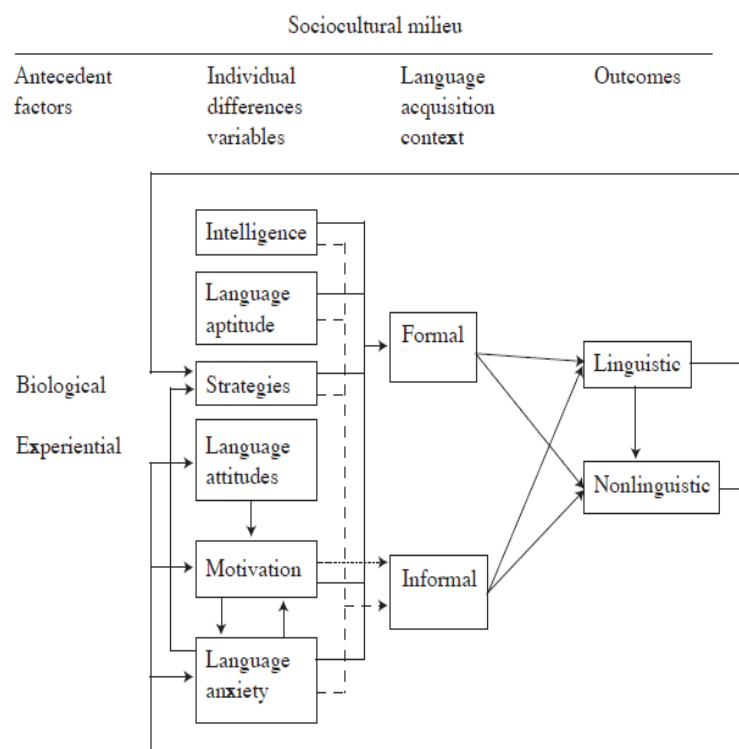 Sociocultural milieu
Antecedent
factors
Individual
differences
variables
Language
acquisition
context
Outcomes
Intelligence
Language
aptitude
Formal
Linguistic
Biological
Strategies
Experiential
Language
attitudes
Nonlinguistic
Motivation
Informal
Language
anxiety